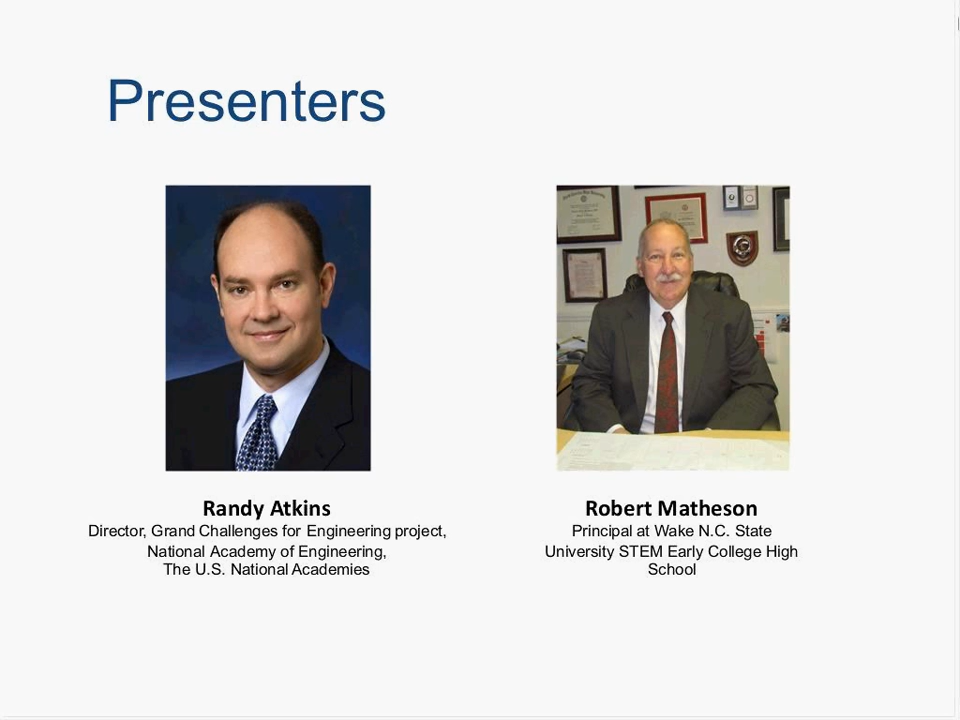 Presenters
Randy Atkins
Director, Grand Challenges for Engineering project,
National Academy of Engineering,
The U.S. National Academies
Robert Matheson
Principal at Wake N.C. State
University STEM Early College High
School